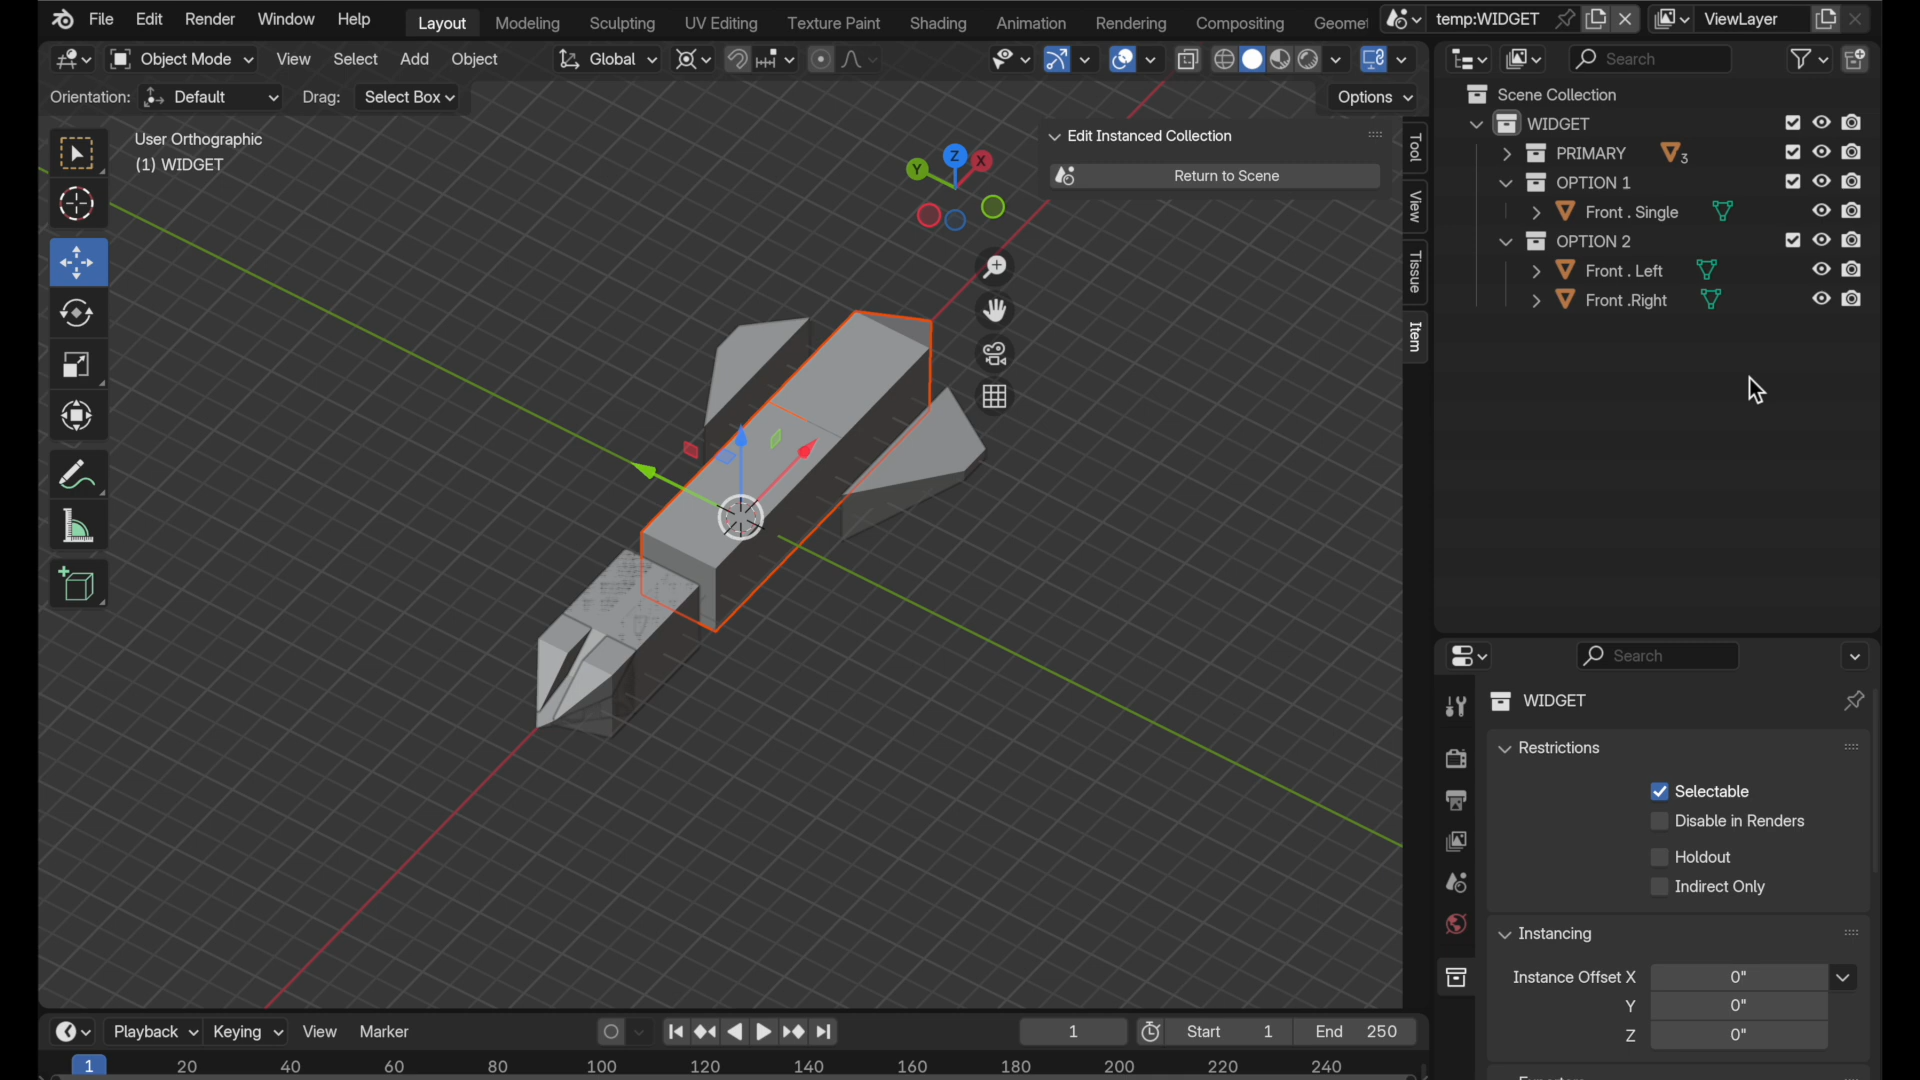 File Edit Render Window Help Layout Modeling Sculpting UV Editing Texture Paint Shading Animation Rendering Compositing Geomet temp:WIDGET ViewLayer
Object Mode View Select Add Object Global Search
Orientation: Default Drag: Select Box Options
User Orthographic
(1) WIDGET
Z
X
Y
Edit Instanced Collection
Return to Scene
Tool
View
Tissue
Item
Scene Collection
WIDGET
PRIMARY 3
OPTION 1
Front . Single
OPTION 2
Front . Left
Front .Right
Search
WIDGET
Restrictions
Selectable
Disable in Renders
Holdout
Indirect Only
Instancing
Instance Offset X 0"
Y 0"
Z 0"
Playback Keying View Marker 1 Start 1 End 250
1 20 40 60 80 100 120 140 160 180 200 220 240